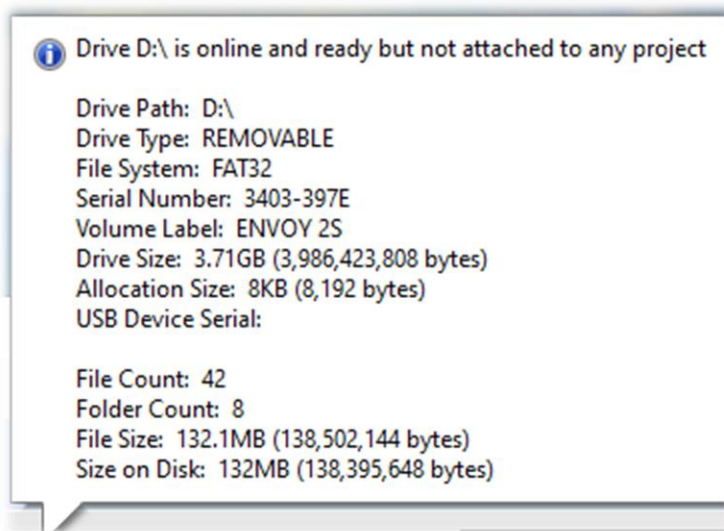 Drive D:\ is online and ready but not attached to any project
Drive Path: D:\
Drive Type: REMOVABLE
File System: FAT32
Serial Number: 3403-397E
Volume Label: ENVOY 2S
Drive Size: 3.71GB (3,986,423,808 bytes)
Allocation Size: 8KB (8,192 bytes)
USB Device Serial:
File Count: 42
Folder Count: 8
File Size: 132.1MB (138,502,144 bytes)
Size on Disk: 132MB (138,395,648 bytes)